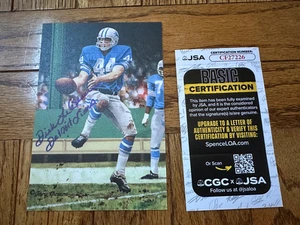 44
JSA
CERTIFICATION NUMBER
CF27226
BASIC
CERTIFICATION
This item has been fully examined
by JSA, and it is the considered
opinion of our expert authenticators
that the signature(s) is/are genuine.
UPGRADE TO A LETTER OF
AUTHENTICITY & VERIFY THIS
CERTIFICATION BY VISITING:
SpenceLOA.com
Or Scan
CGC x JSA
Follow us at @jsaloa